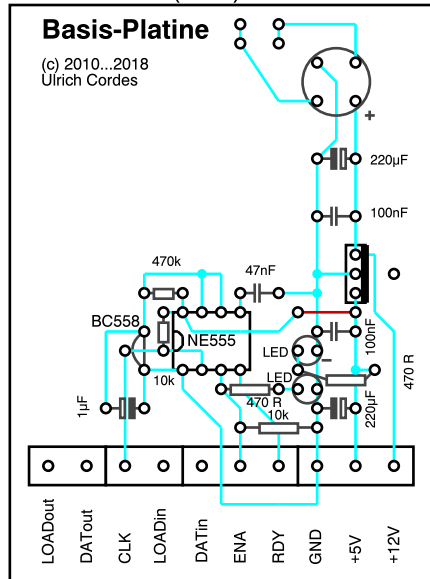 Basis-Platine
(c) 2010...2018
Ulrich Cordes
+
220µF
100nF
470k
47nF
BC558
NE555
LED
–
100nF
LED
470 R
10k
470 R
10k
1µF
220µF
LOADout
DATout
CLK
LOADin
DATin
ENA
RDY
GND
+5V
+12V